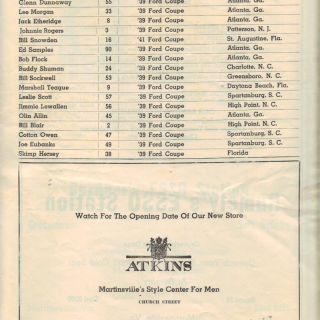 Glenn Dunnaway 55 '39 Ford Coupe Atlanta, Ga.
Lee Morgan 33 '39 Ford Coupe Atlanta, Ga.
Jack Etheridge 8 '39 Ford Coupe Atlanta, Ga.
Johnnie Rogers 3 '39 Ford Coupe Patterson, N. J.
Bill Snowden 16 '41 Ford Coupe St. Augustine, Fla.
Ed Samples 90 '39 Ford Coupe Atlanta, Ga.
Bob Flock 14 '39 Ford Coupe Atlanta, Ga.
Buddy Shuman 24 '39 Ford Coupe Charlotte, N. C.
Bill Sockwell 53 '39 Ford Coupe Greensboro, N. C.
Marshall Teague 9 '39 Ford Coupe Daytona Beach, Fla.
Leslie Scott 57 '39 Ford Coupe Spartanburg, S. C.
Jimmie Lewallen 56 '39 Ford Coupe High Point, N. C.
Olin Allin 45 '39 Ford Coupe Atlanta, Ga.
Bill Blair 2 '39 Ford Coupe High Point, N. C.
Cotton Owen 47 '39 Ford Coupe Spartanburg, S. C.
Joe Eubanks 49 '39 Ford Coupe Spartanburg, S. C.
Skimp Hersey 38 '39 Ford Coupe Florida
Watch For The Opening Date Of Our New Store
ATKINS
Martinsville's Style Center For Men
CHURCH STREET